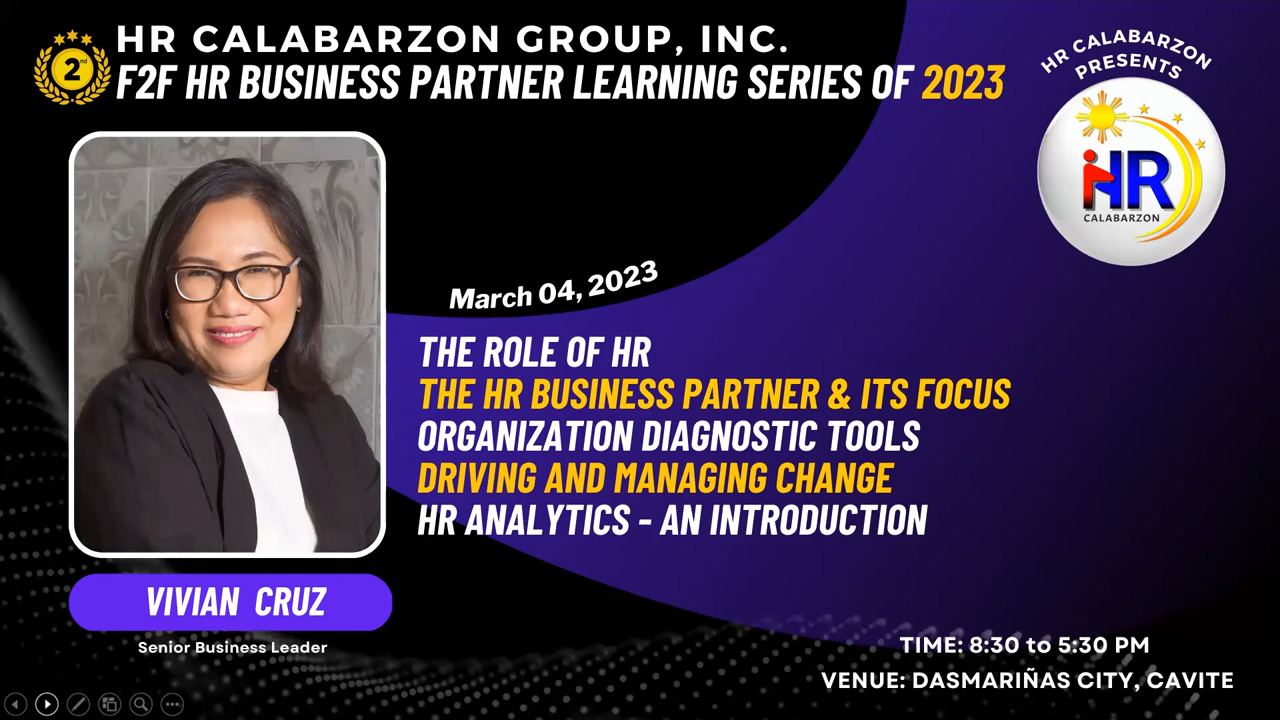 HR CALABARZON GROUP, INC.
2nd
F2F HR BUSINESS PARTNER LEARNING SERIES OF 2023
HR CALABARZON
PRESENTS
HR
CALABARZON
March 04, 2023
THE ROLE OF HR
THE HR BUSINESS PARTNER & ITS FOCUS
ORGANIZATION DIAGNOSTIC TOOLS
DRIVING AND MANAGING CHANGE
HR ANALYTICS - AN INTRODUCTION
VIVIAN CRUZ
Senior Business Leader
TIME: 8:30 to 5:30 PM
VENUE: DASMARIÑAS CITY, CAVITE